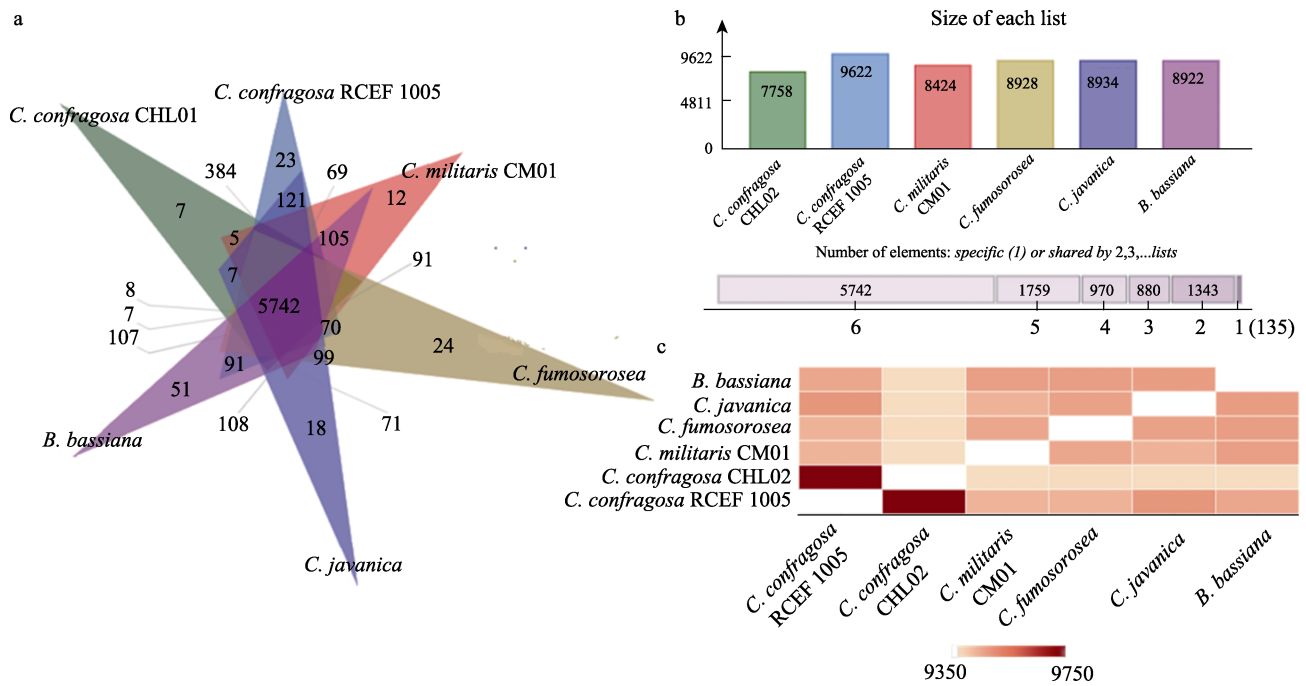 a
C. confragosa RCEF 1005
C. confragosa CHL01
384
23
69
C. militaris CM01
7
121
12
5
105
7
91
8
5742
7
107
70
91
99
24
C. fumosorosea
51
108
18
71
B. bassiana
C. javanica
b
Size of each list
9622
4811
0
7758
9622
8424
8928
8934
8922
C. confragosa
CHL02
C. confragosa
RCEF 1005
C. militaris
CM01
C. fumosorosea
C. javanica
B. bassiana
Number of elements: specific (1) or shared by 2,3,...lists
5742
1759
970
880
1343
6
5
4
3
2
1 (135)
c
B. bassiana
C. javanica
C. fumosorosea
C. militaris CM01
C. confragosa CHL02
C. confragosa RCEF 1005
C. confragosa
RCEF 1005
C. confragosa
CHL02
C. militaris
CM01
C. fumosorosea
C. javanica
B. bassiana
9350
9750